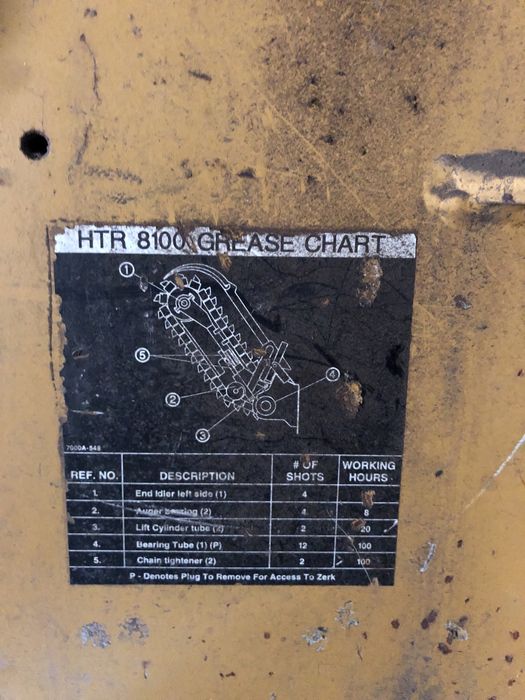 HTR 8100 GREASE CHART
1
5
2
4
3
7000A-548
REF. NO. DESCRIPTION # OF SHOTS WORKING HOURS
1. End Idler left side (1) 4
2. Auger bearing (2) 4 8
3. Lift Cylinder tube (2) 2 20
4. Bearing Tube (1) (P) 12 100
5. Chain tightener (2) 2 100
P - Denotes Plug To Remove For Access To Zerk